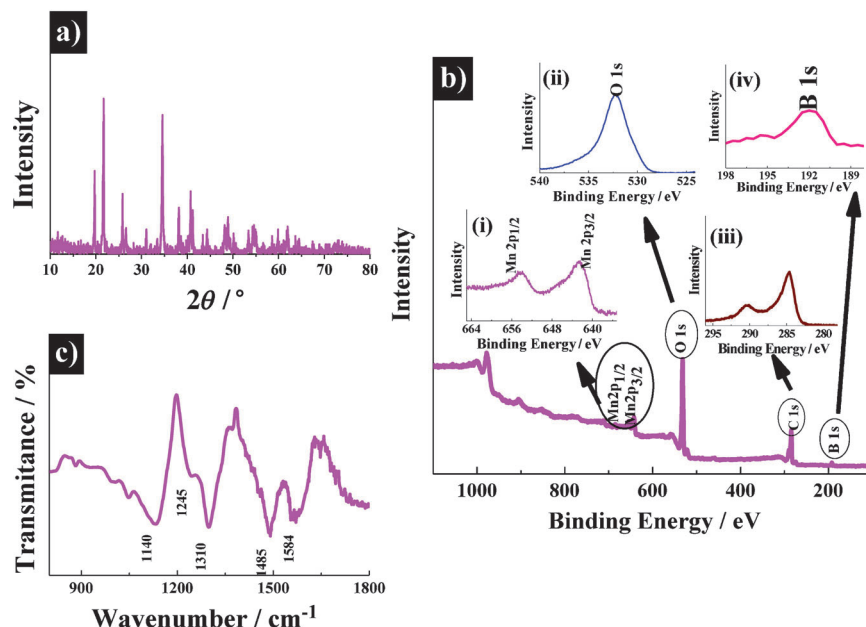 a)
Intensity
10 20 30 40 50 60 70 80
2θ / °
b)
Intensity
(ii)
O 1s
Intensity
540 535 530 525
Binding Energy / eV
(iv)
B 1s
Intensity
198 195 192 189
Binding Energy / eV
(i)
Mn 2p1/2
Mn 2p3/2
Intensity
664 656 648 640
Binding Energy / eV
(iii)
Intensity
295 290 285 280
Binding Energy / eV
Mn2p1/2
Mn2p3/2
O 1s
C 1s
B 1s
1000 800 600 400 200
Binding Energy / eV
c)
Transmitance / %
1140
1245
1310
1485
1584
900 1200 1500 1800
Wavenumber / cm-1